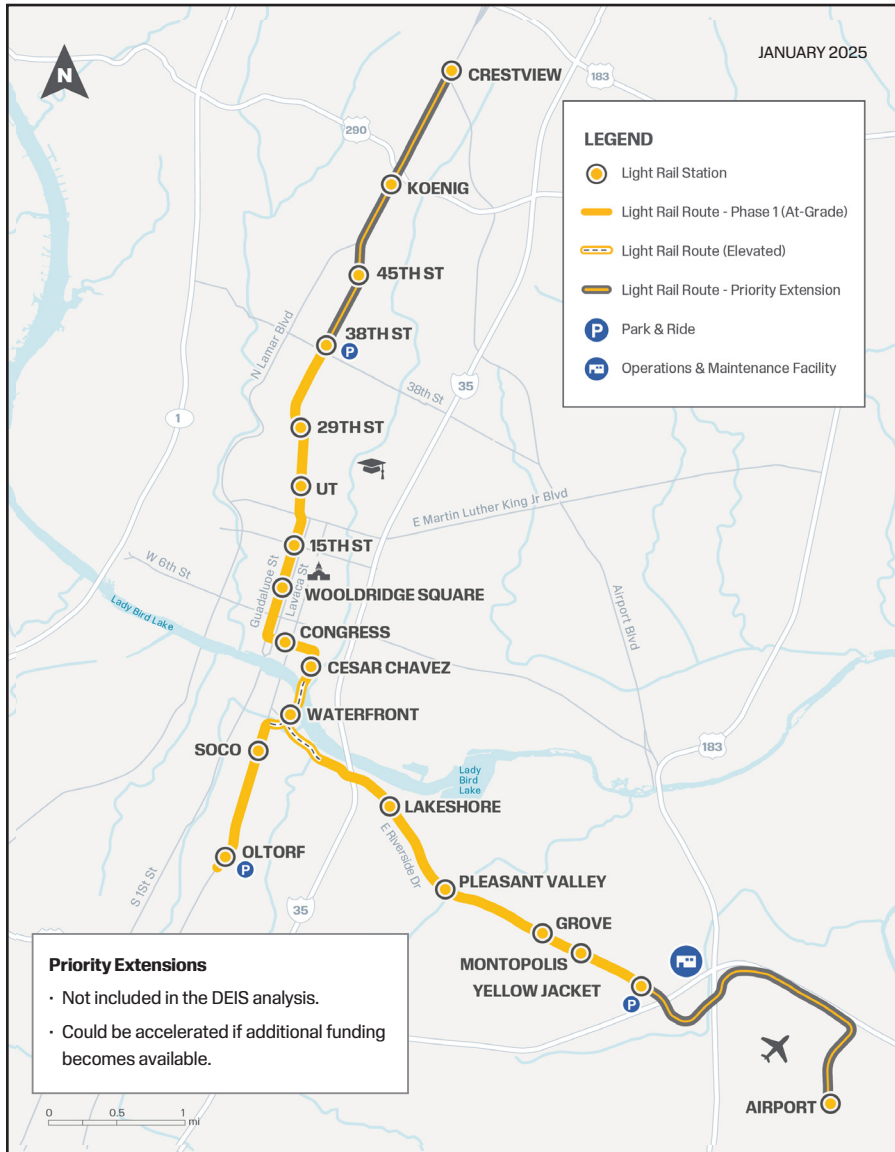 JANUARY 2025
N
CRESTVIEW
183
290
LEGEND
Light Rail Station
Light Rail Route - Phase 1 (At-Grade)
Light Rail Route (Elevated)
Light Rail Route - Priority Extension
P Park & Ride
Operations & Maintenance Facility
KOENIG
45TH ST
N Lamar Blvd
38TH ST
P
35
38th St
1
29TH ST
UT
E Martin Luther King Jr Blvd
15TH ST
W 6th St
Guadalupe St
Lavaca St
WOOLDRIDGE SQUARE
Airport Blvd
Lady Bird Lake
CONGRESS
CESAR CHAVEZ
WATERFRONT
SOCO
183
Lady
Bird
Lake
LAKESHORE
E Riverside Dr
OLTORF
P
S 1St St
PLEASANT VALLEY
35
GROVE
MONTOPOLIS
YELLOW JACKET
P
AIRPORT
Priority Extensions
· Not included in the DEIS analysis.
· Could be accelerated if additional funding
becomes available.
0 0.5 1
mi